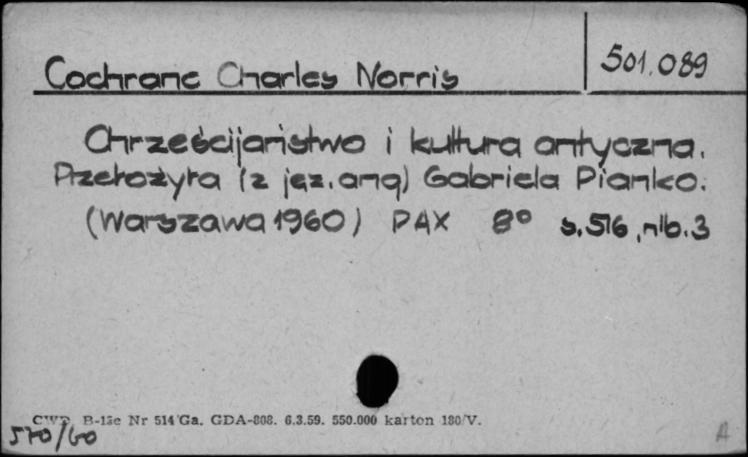 501.089
Cochrane Charles Norris
Chrześcijaństwo i kultura antyczna.
Przełożyła (z jęz. ang) Gabriela Pianko.
(Warszawa 1960) PAX 8° s. 516, nlb. 3
CWD B-13c Nr 514 Ga. GDA-808. 6.3.59. 550.000 karton 180/V.
570/60
A